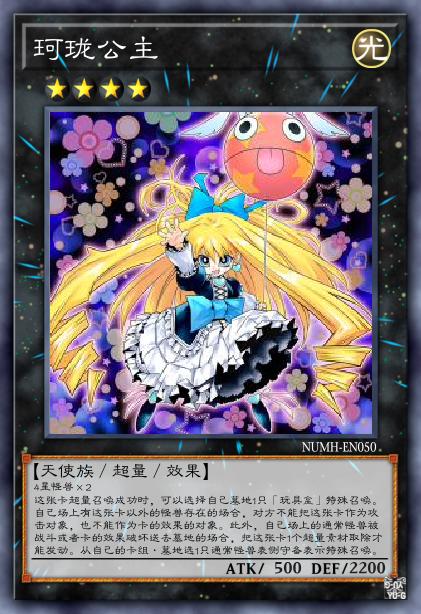 珂珑公主
光
NUMH-EN050
【天使族/超量/效果】
4星怪兽×2
这张卡超量召唤成功时，可以选择自己墓地1只「玩具盒」特殊召唤。
自己场上有这张卡以外的怪兽存在的场合，对方不能把这张卡作为攻
击对象，也不能作为卡的效果的对象。此外，自己场上的通常怪兽被
战斗或者卡的效果破坏送去墓地的场合，把这张卡1个超量素材取除才
能发动。从自己的卡组·墓地选1只通常怪兽表侧守备表示特殊召唤。
ATK/ 500 DEF/2200